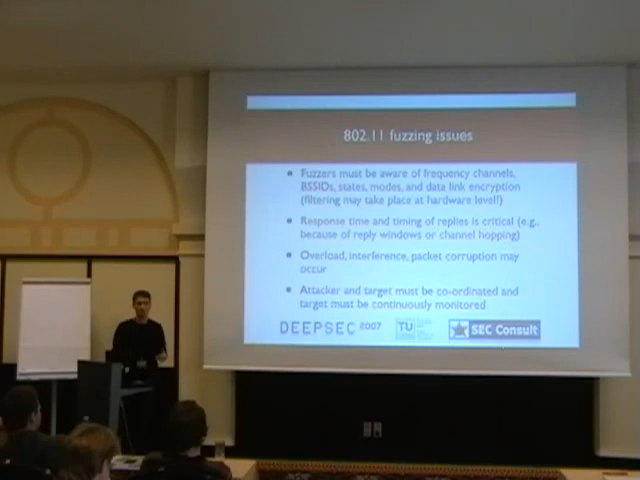 802.11 fuzzing issues
Fuzzers must be aware of frequency channels,
BSSIDs, states, modes, and data link encryption
(filtering may take place at hardware level!)
Response time and timing of replies is critical (e.g.,
because of reply windows or channel hopping)
Overload, interference, packet corruption may
occur
Attacker and target must be co-ordinated and
target must be continuously monitored
DEEPSEC 2007
TU
SEC Consult